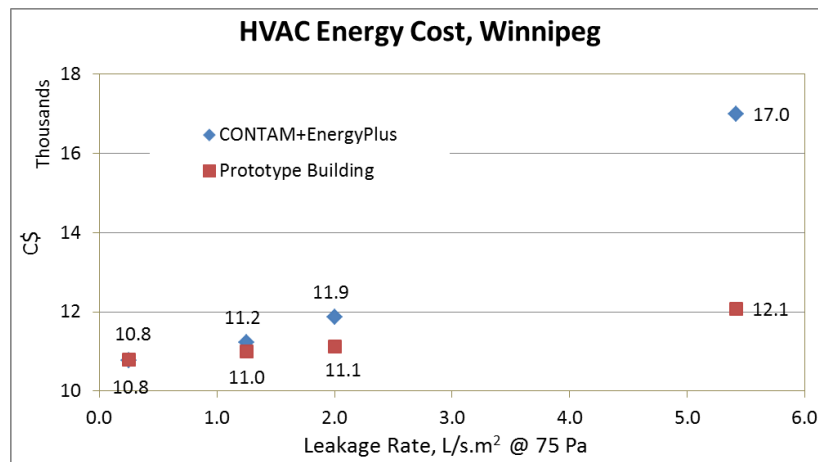 HVAC Energy Cost, Winnipeg
Thousands
C$
18
16
14
12
10
CONTAM+EnergyPlus
Prototype Building
17.0
12.1
11.9
11.2
10.8
10.8
11.0
11.1
0.0 1.0 2.0 3.0 4.0 5.0 6.0
Leakage Rate, L/s.m² @ 75 Pa